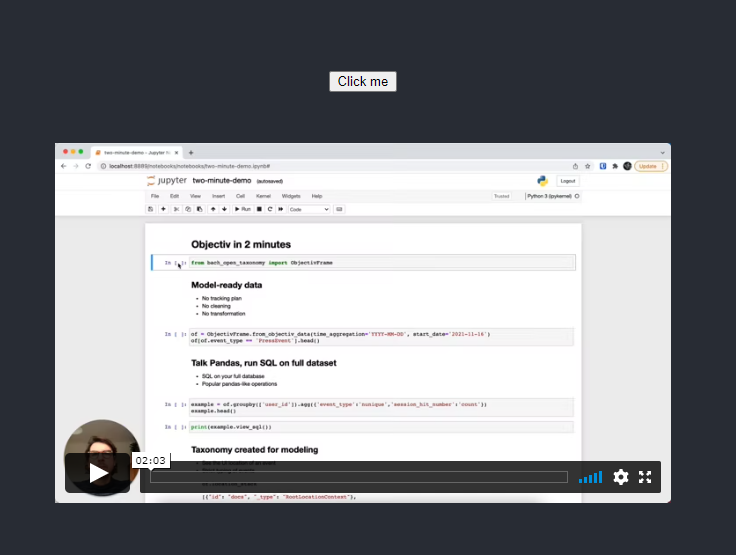 Click me
two-minute-demo - Jupyter
localhost:8889/notebooks/notebooks/two-minute-demo.ipynb#
Update
jupyter two-minute-demo (autosaved)
Logout
File Edit View Insert Cell Kernel Widgets Help
Trusted
Python 3 (ipykernel)
Run
Code
Objectiv in 2 minutes
In [ ]: from bach_open_taxonomy import ObjectivFrame
Model-ready data
No tracking plan
No cleaning
No transformation
In [ ]: of = ObjectivFrame.from_objectiv_data(time_aggregation='YYYY-MM-DD', start_date='2021-11-16')
of[of.event_type == 'PressEvent'].head()
Talk Pandas, run SQL on full dataset
SQL on your full database
Popular pandas-like operations
In [ ]: example = of.groupby(['user_id']).agg({'event_type':'nunique','session_hit_number':'count'})
example.head()
In [ ]: print(example.view_sql())
Taxonomy created for modeling
02:03
[{"id": "docs", "_type": "RootLocationContext"},